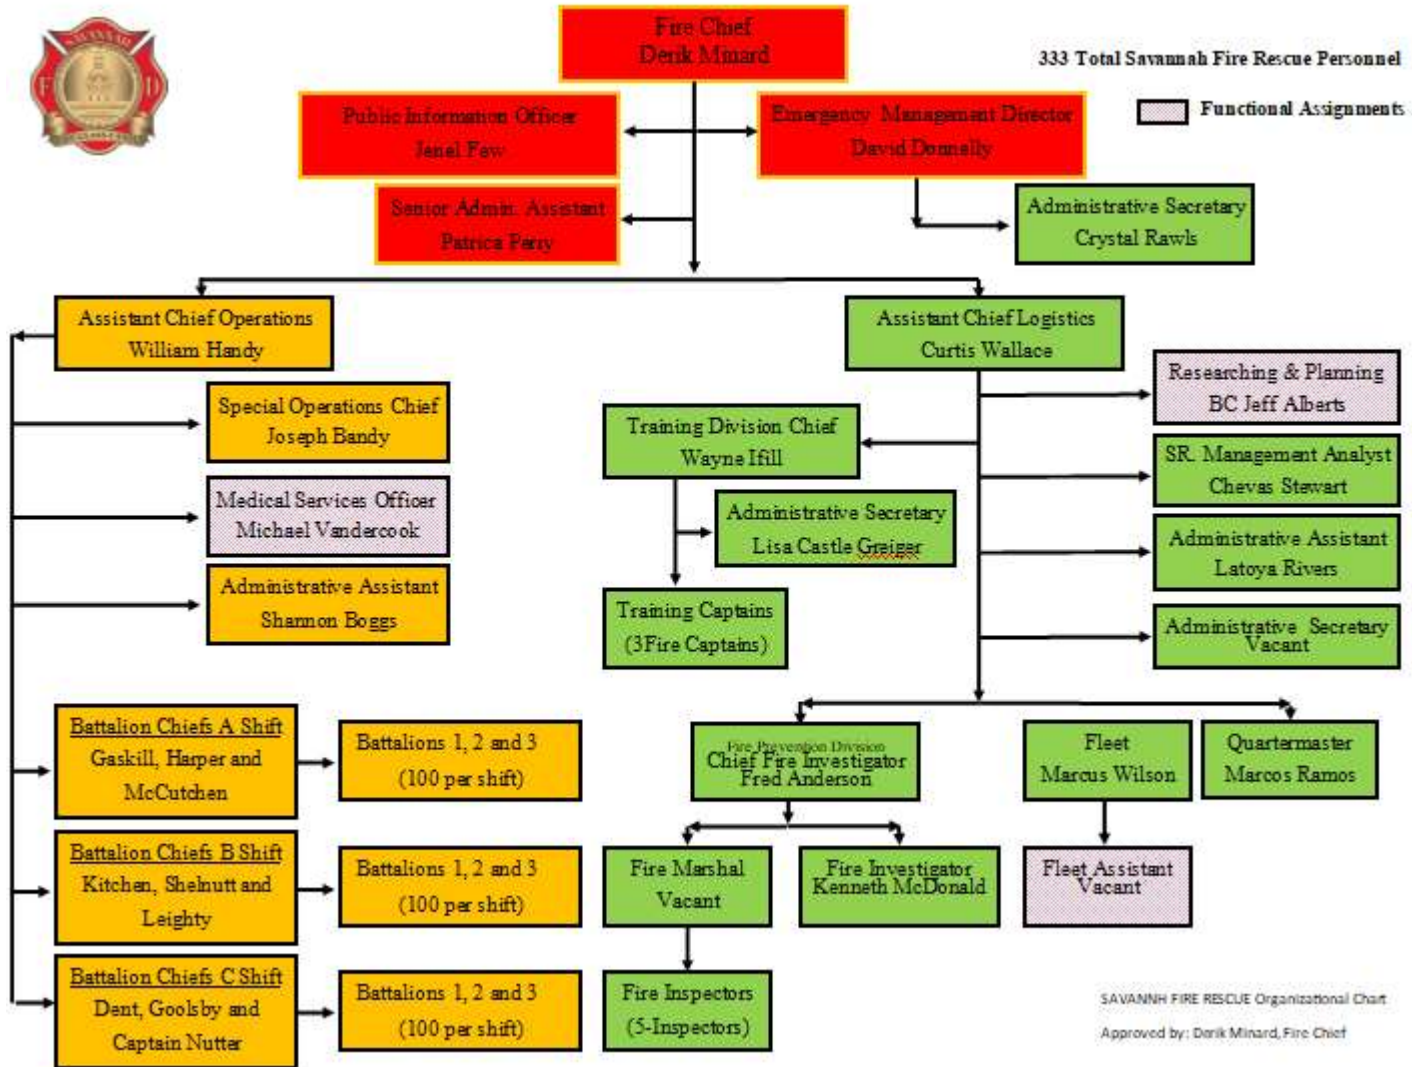 Fire Chief
Derik Minard
333 Total Savannah Fire Rescue Personnel
Functional Assignments
SAVANNAH
F D
Public Information Officer
Janel Few
Emergency Management Director
David Donnelly
Senior Admin. Assistant
Patrica Perry
Administrative Secretary
Crystal Rawls
Assistant Chief Operations
William Handy
Assistant Chief Logistics
Curtis Wallace
Special Operations Chief
Joseph Bandy
Medical Services Officer
Michael Vandercook
Administrative Assistant
Shannon Boggs
Training Division Chief
Wayne Ifill
Administrative Secretary
Lisa Castle Greiger
Training Captains
(3Fire Captains)
Researching & Planning
BC Jeff Alberts
SR. Management Analyst
Chevas Stewart
Administrative Assistant
Latoya Rivers
Administrative Secretary
Vacant
Battalion Chiefs A Shift
Gaskill, Harper and
McCutchen
Battalions 1, 2 and 3
(100 per shift)
Battalion Chiefs B Shift
Kitchen, Shelnutt and
Leighty
Battalions 1, 2 and 3
(100 per shift)
Battalion Chiefs C Shift
Dent, Goolsby and
Captain Nutter
Battalions 1, 2 and 3
(100 per shift)
Fire Prevention Division
Chief Fire Investigator
Fred Anderson
Fleet
Marcus Wilson
Quartermaster
Marcos Ramos
Fire Marshal
Vacant
Fire Investigator
Kenneth McDonald
Fleet Assistant
Vacant
Fire Inspectors
(5-Inspectors)
SAVANNH FIRE RESCUE Organizational Chart
Approved by: Derik Minard, Fire Chief